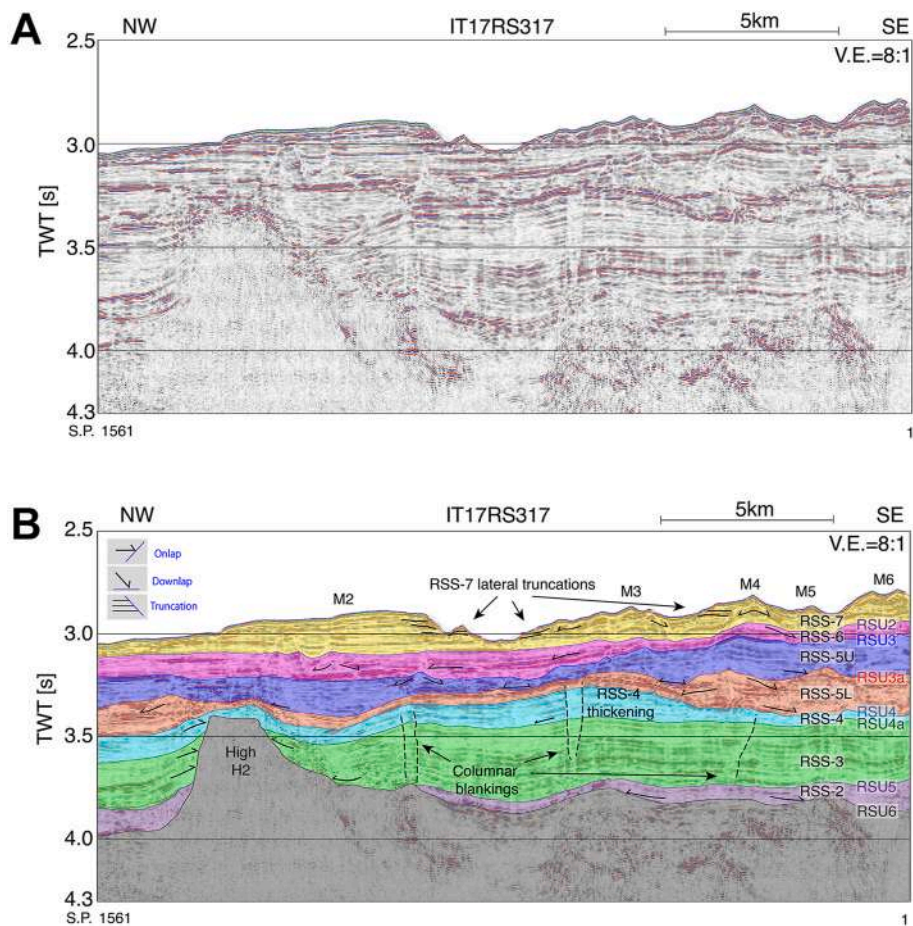 A
NW
IT17RS317
5km
SE
V.E.=8:1
2.5
3.0
3.5
4.0
4.3
TWT [s]
S.P. 1561
1
B
NW
IT17RS317
5km
SE
V.E.=8:1
Onlap
Downlap
Truncation
RSS-7 lateral truncations
M2
M3
M4
M5
M6
2.5
3.0
3.5
4.0
4.3
TWT [s]
RSS-7
RSU2
RSS-6
RSU3
RSS-5U
RSU3a
RSS-5L
RSS-4
thickening
RSU4
RSS-4
RSU4a
High
H2
Columnar
blankings
RSS-3
RSU5
RSS-2
RSU6
S.P. 1561
1